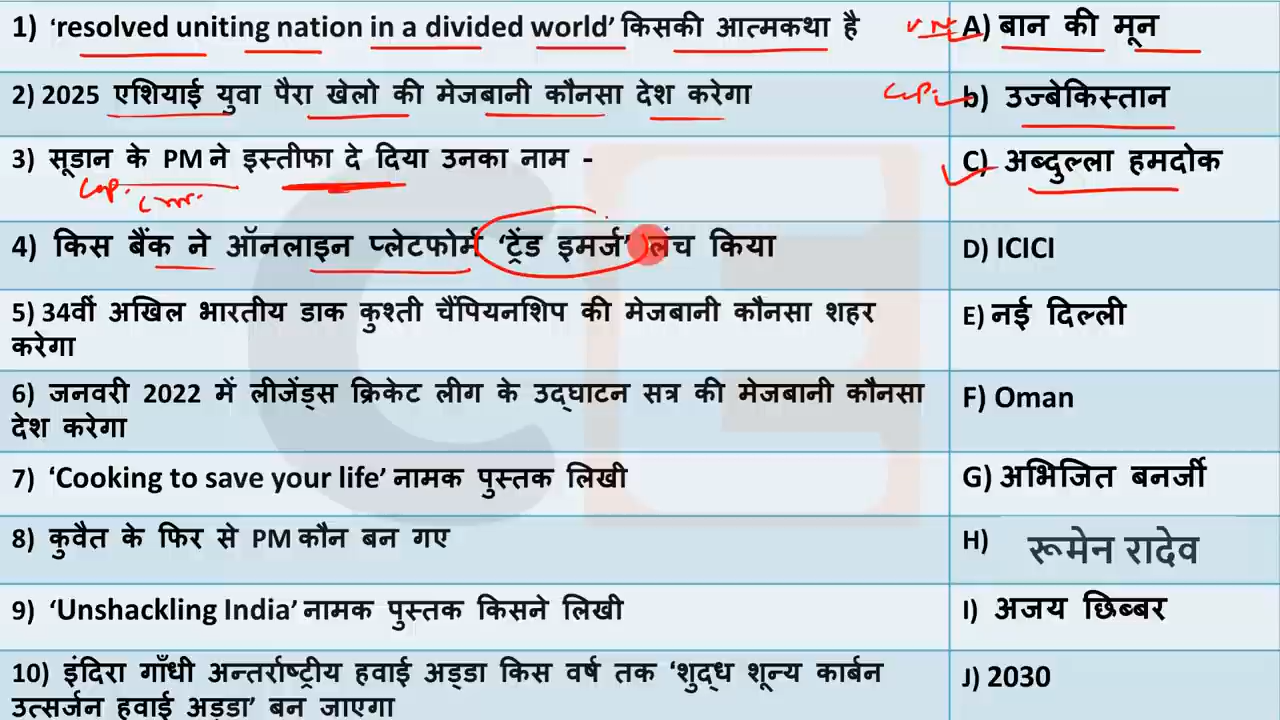 1) ‘resolved uniting nation in a divided world’ किसकी आत्मकथा है
A) बान की मून
2) 2025 एशियाई युवा पैरा खेलो की मेजबानी कौनसा देश करेगा
b) उज्बेकिस्तान
3) सूडान के PM ने इस्तीफा दे दिया उनका नाम -
C) अब्दुल्ला हमदोक
4) किस बैंक ने ऑनलाइन प्लेटफोर्म ‘ट्रेंड इमर्ज’ लंच किया
D) ICICI
5) 34वीं अखिल भारतीय डाक कुश्ती चैंपियनशिप की मेजबानी कौनसा शहर
करेगा
E) नई दिल्ली
6) जनवरी 2022 में लीजेंड्स क्रिकेट लीग के उद्घाटन सत्र की मेजबानी कौनसा
देश करेगा
F) Oman
7) ‘Cooking to save your life’ नामक पुस्तक लिखी
G) अभिजित बनर्जी
8) कुवैत के फिर से PM कौन बन गए
H) रूमेन रादेव
9) ‘Unshackling India’ नामक पुस्तक किसने लिखी
I) अजय छिब्बर
10) इंदिरा गाँधी अन्तर्राष्ट्रीय हवाई अड्डा किस वर्ष तक ‘शुद्ध शून्य कार्बन
उत्सर्जन हवाई अड्डा’ बन जाएगा
J) 2030